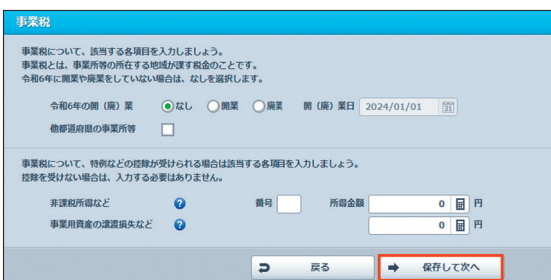 事業税
事業税について、該当する各項目を入力しましょう。
事業税とは、事業所等の所在する地域が課す税金のことです。
令和6年に開業や廃業をしていない場合は、なしを選択します。
令和6年の開（廃）業 なし 開業 廃業 開（廃）業日 2024/01/01 31
他都道府県の事業所等
事業税について、特例などの控除が受けられる場合は該当する各項目を入力しましょう。
控除を受けない場合は、入力する必要はありません。
非課税所得など ? 番号 所得金額 0 円
事業用資産の譲渡損失など ? 0 円
戻る 保存して次へ